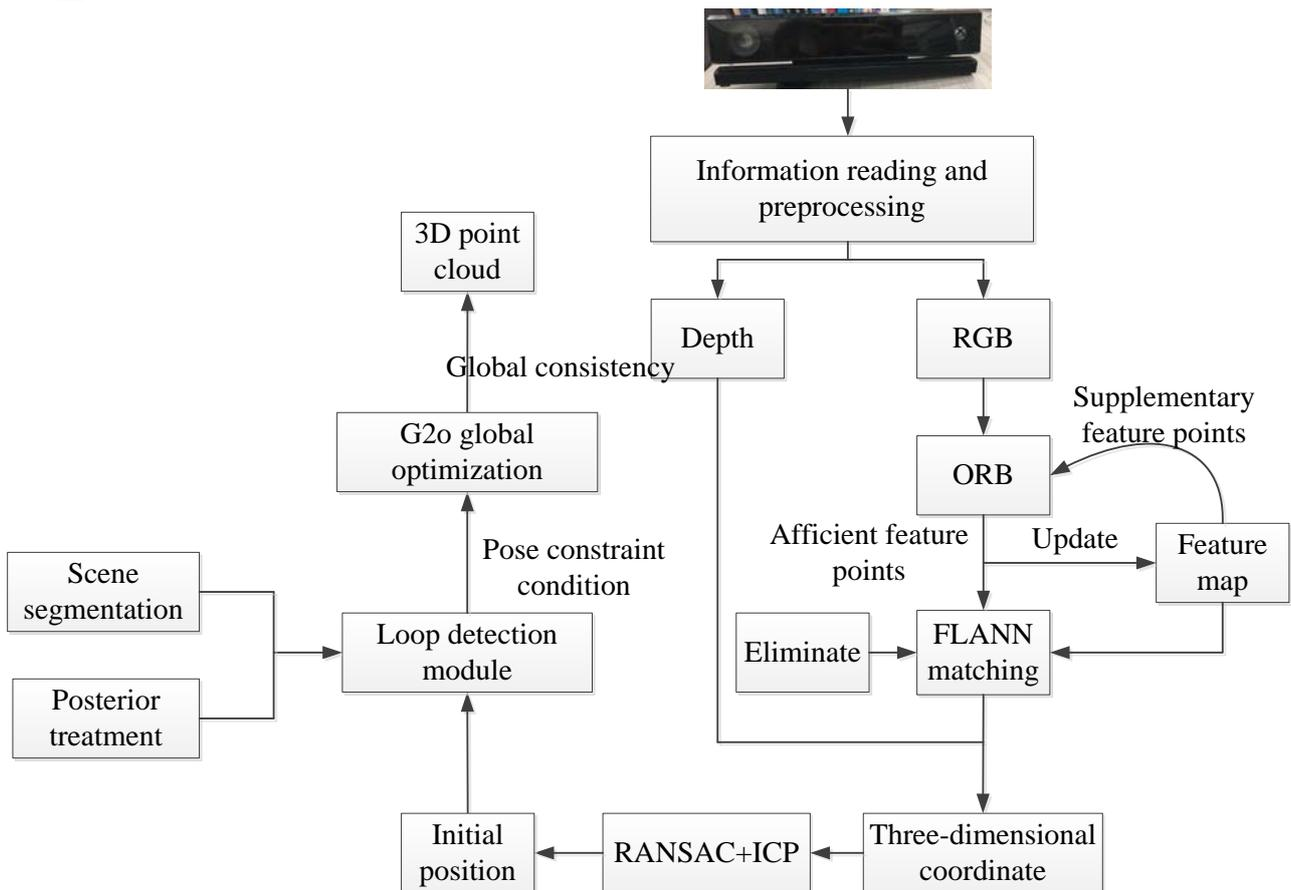 Information reading and
preprocessing
3D point
cloud
Depth
RGB
Global consistency
Supplementary
feature points
G2o global
optimization
ORB
Afficient feature
points
Update
Feature
map
Pose constraint
condition
Scene
segmentation
Loop detection
module
Eliminate
FLANN
matching
Posterior
treatment
Initial
position
RANSAC+ICP
Three-dimensional
coordinate